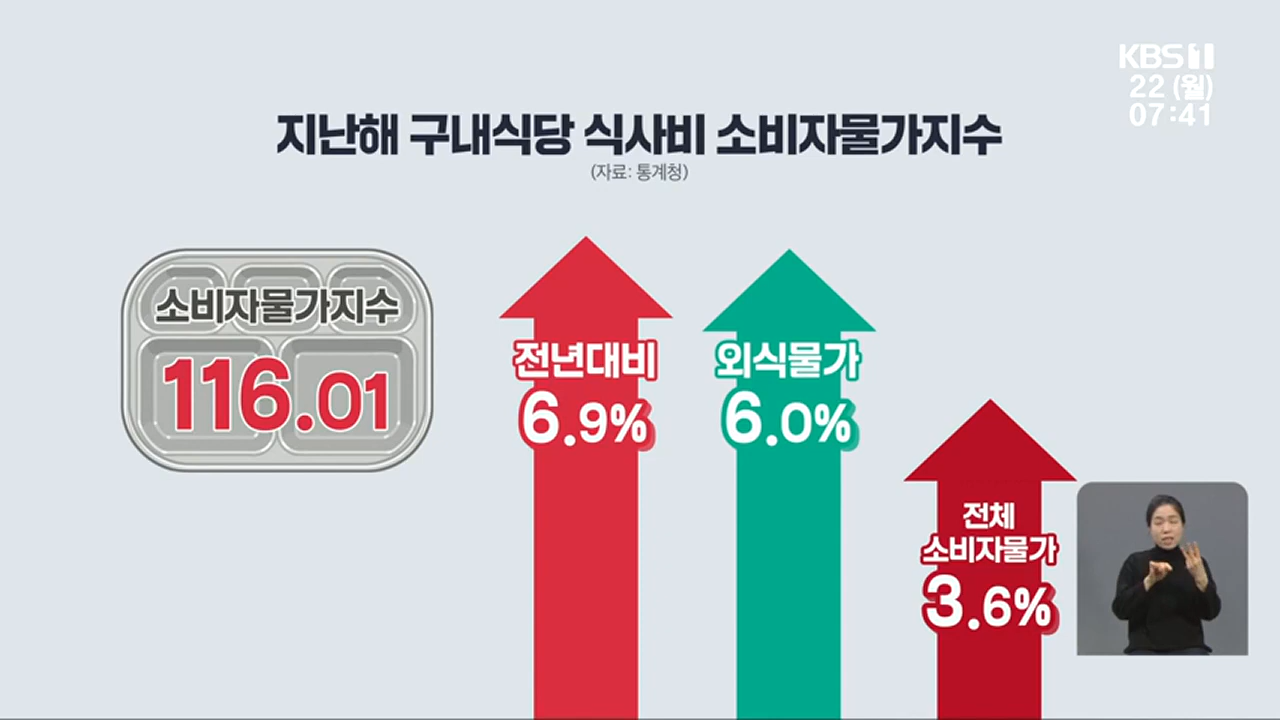 KBS 1
22 (월)
07:41
지난해 구내식당 식사비 소비자물가지수
(자료: 통계청)
소비자물가지수
116.01
전년대비
6.9%
외식물가
6.0%
전체
소비자물가
3.6%